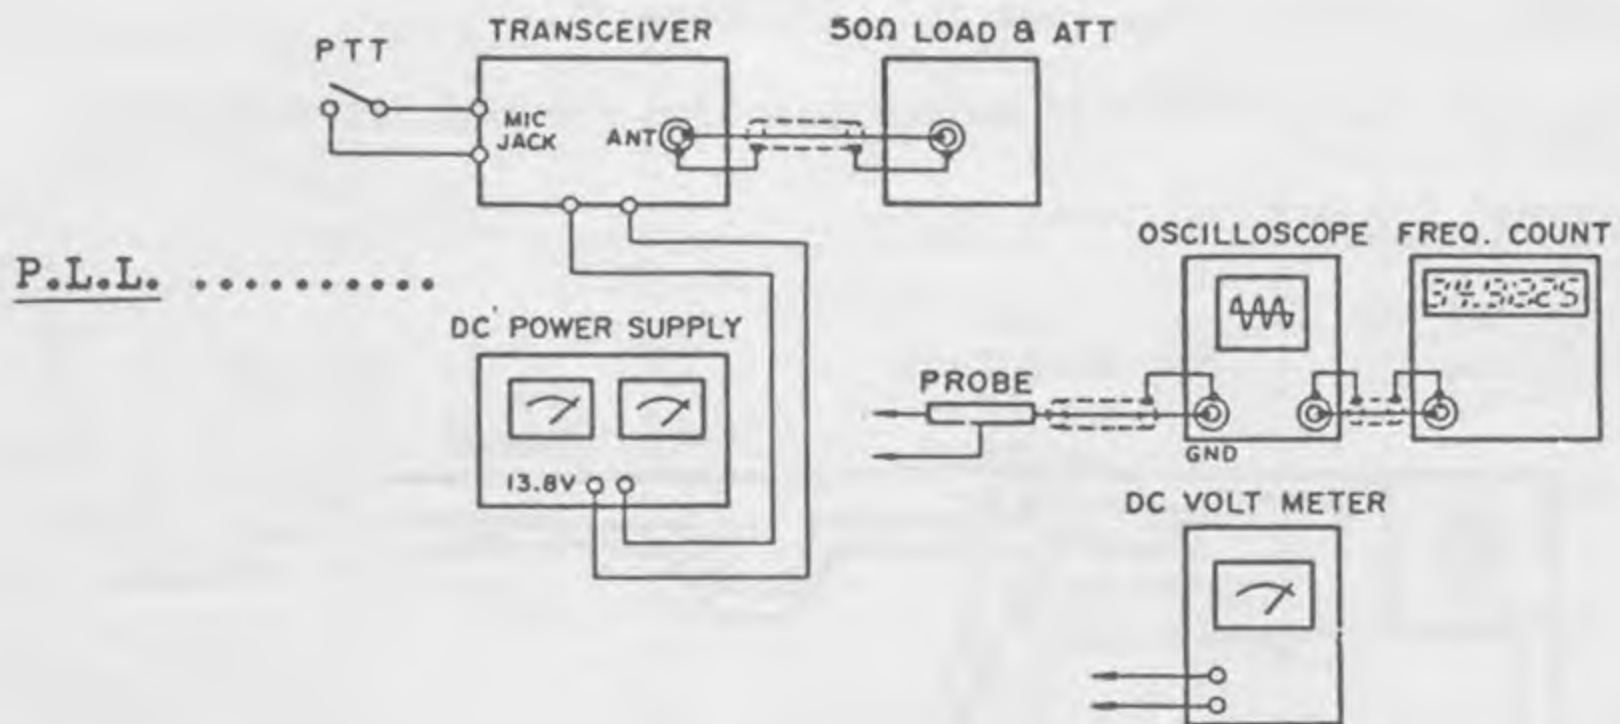 TRANSCEIVER
50Ω LOAD & ATT
PTT
MIC
JACK
ANT
OSCILLOSCOPE
FREQ. COUNT
P.L.L. ..........
DC POWER SUPPLY
PROBE
GND
13.8V
DC VOLT METER